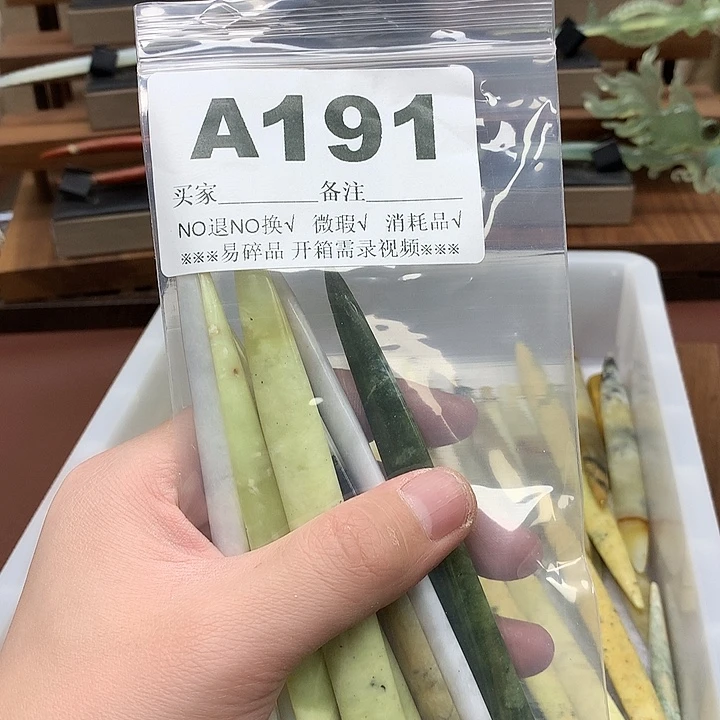 A191
买家________备注________
NO退NO换√ 微瑕√ 消耗品√
※※※易碎品 开箱需录视频※※※